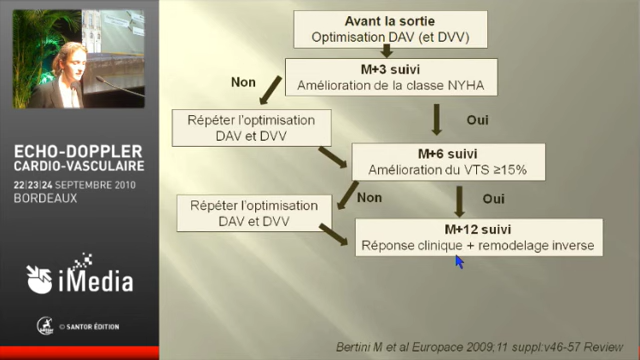 Avant la sortie
Optimisation DAV (et DVV)
M+3 suivi
Amélioration de la classe NYHA
Non
Oui
Répéter l'optimisation
DAV et DVV
M+6 suivi
Amélioration du VTS ≥15%
Non
Oui
Répéter l'optimisation
DAV et DVV
M+12 suivi
Réponse clinique + remodelage inverse
Bertini M et al Europace 2009;11 suppl:v46-57 Review
ECHO-DOPPLER
CARDIO-VASCULAIRE
22|23|24 SEPTEMBRE 2010
BORDEAUX
iMedia
© SANTOR ÉDITION